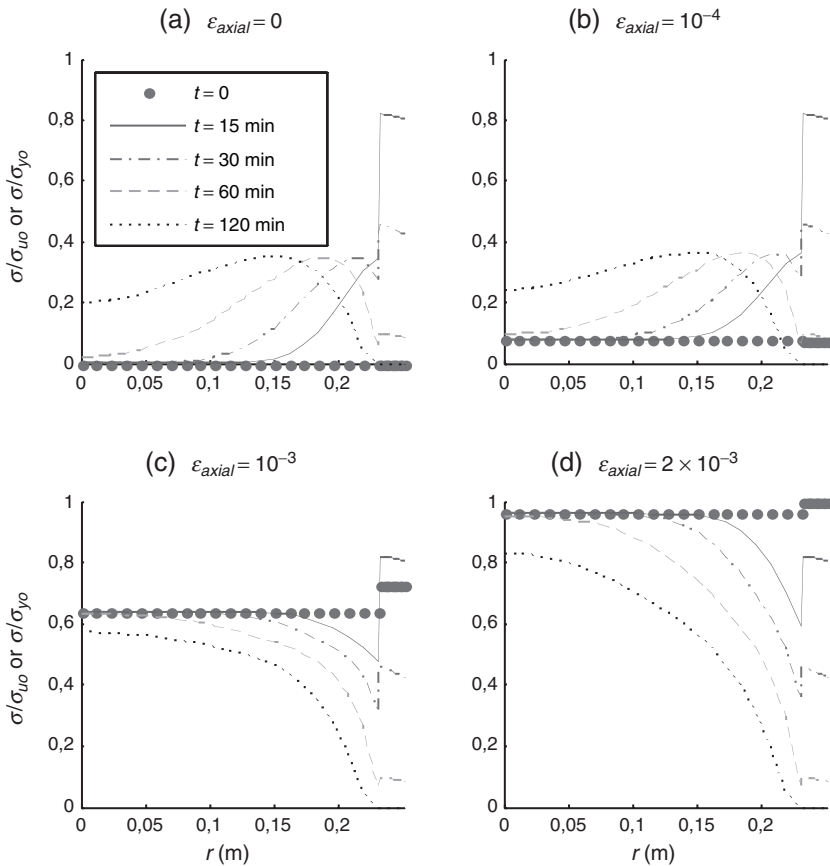 (a) εaxial = 0
1
0,8
0,6
0,4
0,2
0
σ/σuo or σ/σyo
t = 0
t = 15 min
t = 30 min
t = 60 min
t = 120 min
0 0,05 0,1 0,15 0,2
(b) εaxial = 10⁻⁴
1
0,8
0,6
0,4
0,2
0
0 0,05 0,1 0,15 0,2
(c) εaxial = 10⁻³
1
0,8
0,6
0,4
0,2
0
σ/σuo or σ/σyo
0 0,05 0,1 0,15 0,2
r (m)
(d) εaxial = 2 × 10⁻³
1
0,8
0,6
0,4
0,2
0
0 0,05 0,1 0,15 0,2
r (m)